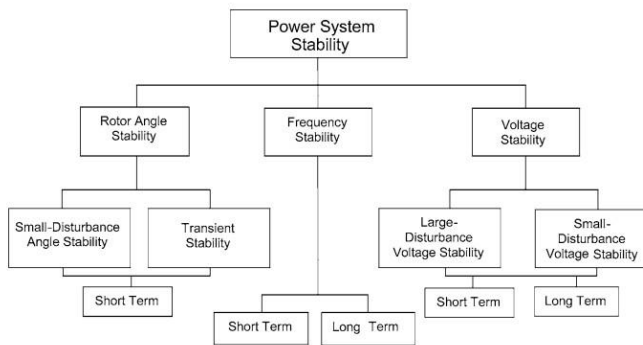 Power System
Stability
Rotor Angle
Stability
Frequency
Stability
Voltage
Stability
Small-Disturbance
Angle Stability
Transient
Stability
Large-
Disturbance
Voltage Stability
Small-
Disturbance
Voltage Stability
Short Term
Short Term
Long Term
Short Term
Long Term